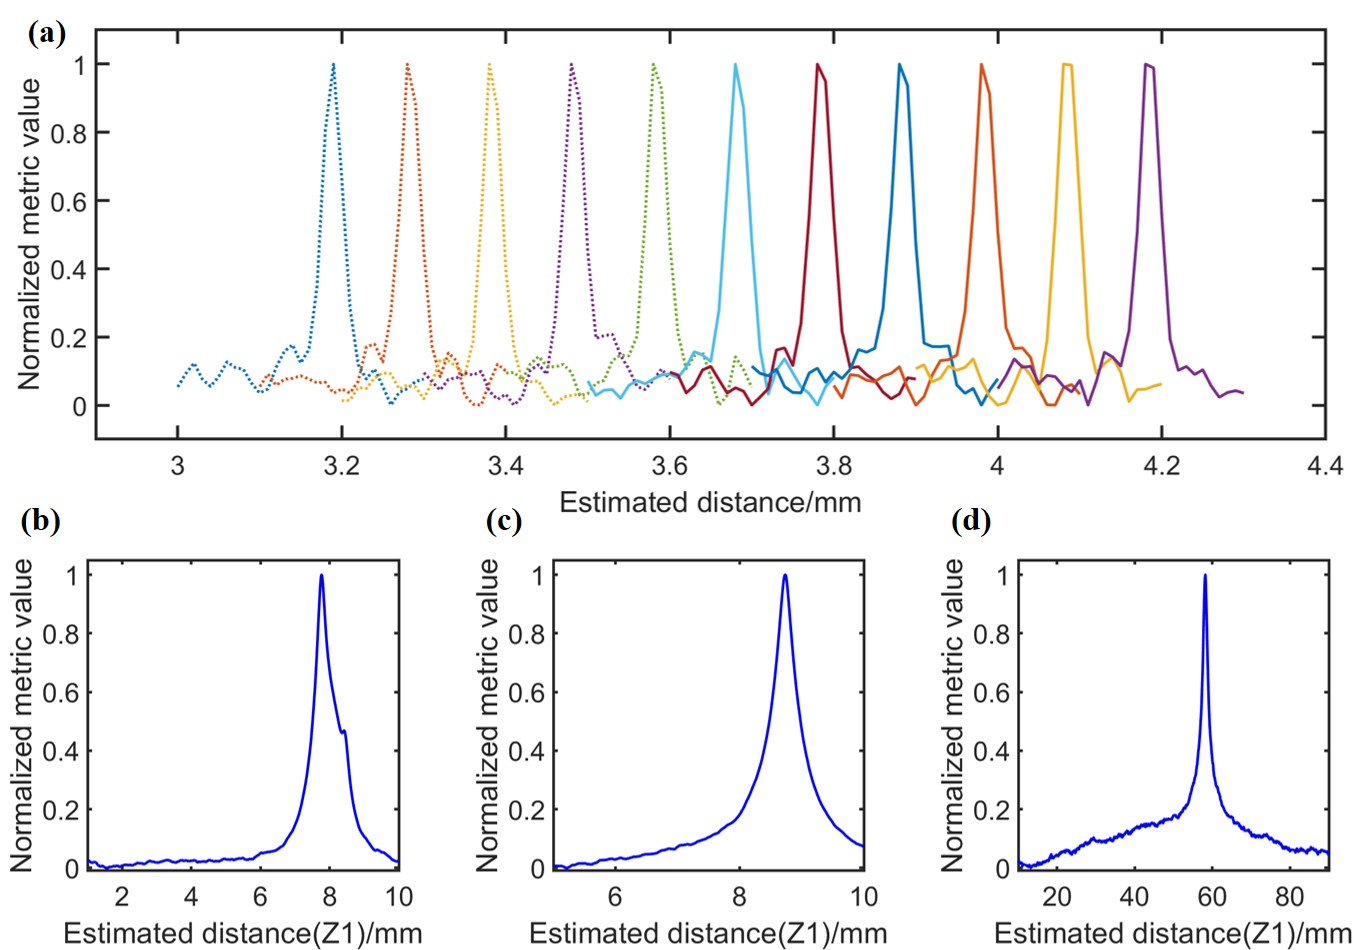 (a)
Normalized metric value
1
0.8
0.6
0.4
0.2
0
3 3.2 3.4 3.6 3.8 4 4.2 4.4
Estimated distance/mm
(b)
Normalized metric value
1
0.8
0.6
0.4
0.2
0
2 4 6 8 10
Estimated distance(Z1)/mm
(c)
Normalized metric value
1
0.8
0.6
0.4
0.2
0
6 8 10
Estimated distance(Z1)/mm
(d)
Normalized metric value
1
0.8
0.6
0.4
0.2
0
20 40 60 80
Estimated distance(Z1)/mm